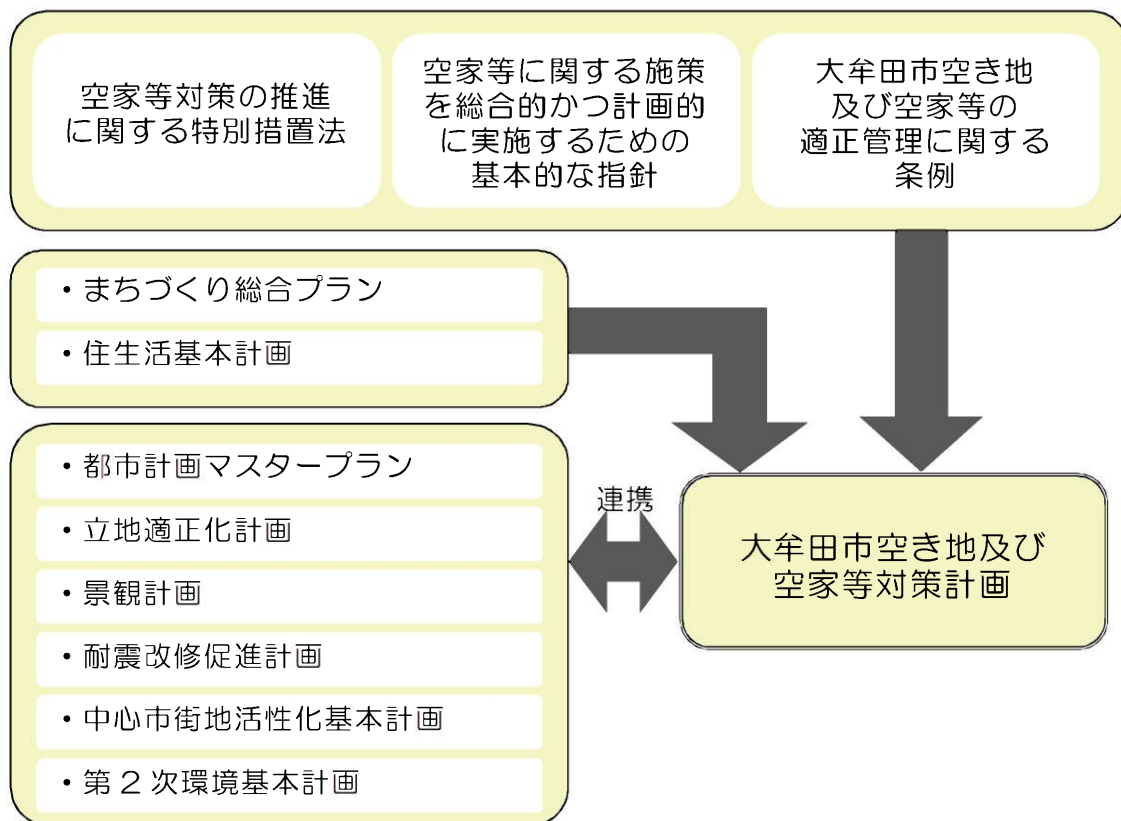 空家等対策の推進
に関する特別措置法
空家等に関する施策
を総合的かつ計画的
に実施するための
基本的な指針
大牟田市空き地
及び空家等の
適正管理に関する
条例
・まちづくり総合プラン
・住生活基本計画
・都市計画マスタープラン
・立地適正化計画
・景観計画
・耐震改修促進計画
・中心市街地活性化基本計画
・第2次環境基本計画
連携
大牟田市空き地及び
空家等対策計画